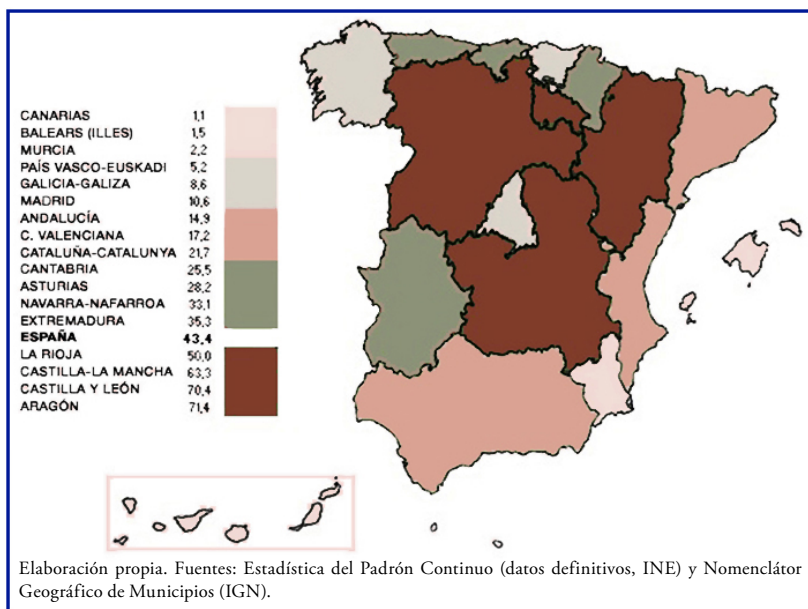 CANARIAS 1,1
BALEARS (ILLES) 1,5
MURCIA 2,2
PAÍS VASCO-EUSKADI 5,2
GALICIA-GALIZA 8,6
MADRID 10,6
ANDALUCÍA 14,9
C. VALENCIANA 17,2
CATALUÑA-CATALUNYA 21,7
CANTABRIA 25,5
ASTURIAS 28,2
NAVARRA-NAFARROA 33,1
EXTREMADURA 35,3
ESPAÑA 43,4
LA RIOJA 50,0
CASTILLA-LA MANCHA 63,3
CASTILLA Y LEÓN 70,4
ARAGÓN 71,4
Elaboración propia. Fuentes: Estadística del Padrón Continuo (datos definitivos, INE) y Nomenclátor
Geográfico de Municipios (IGN).